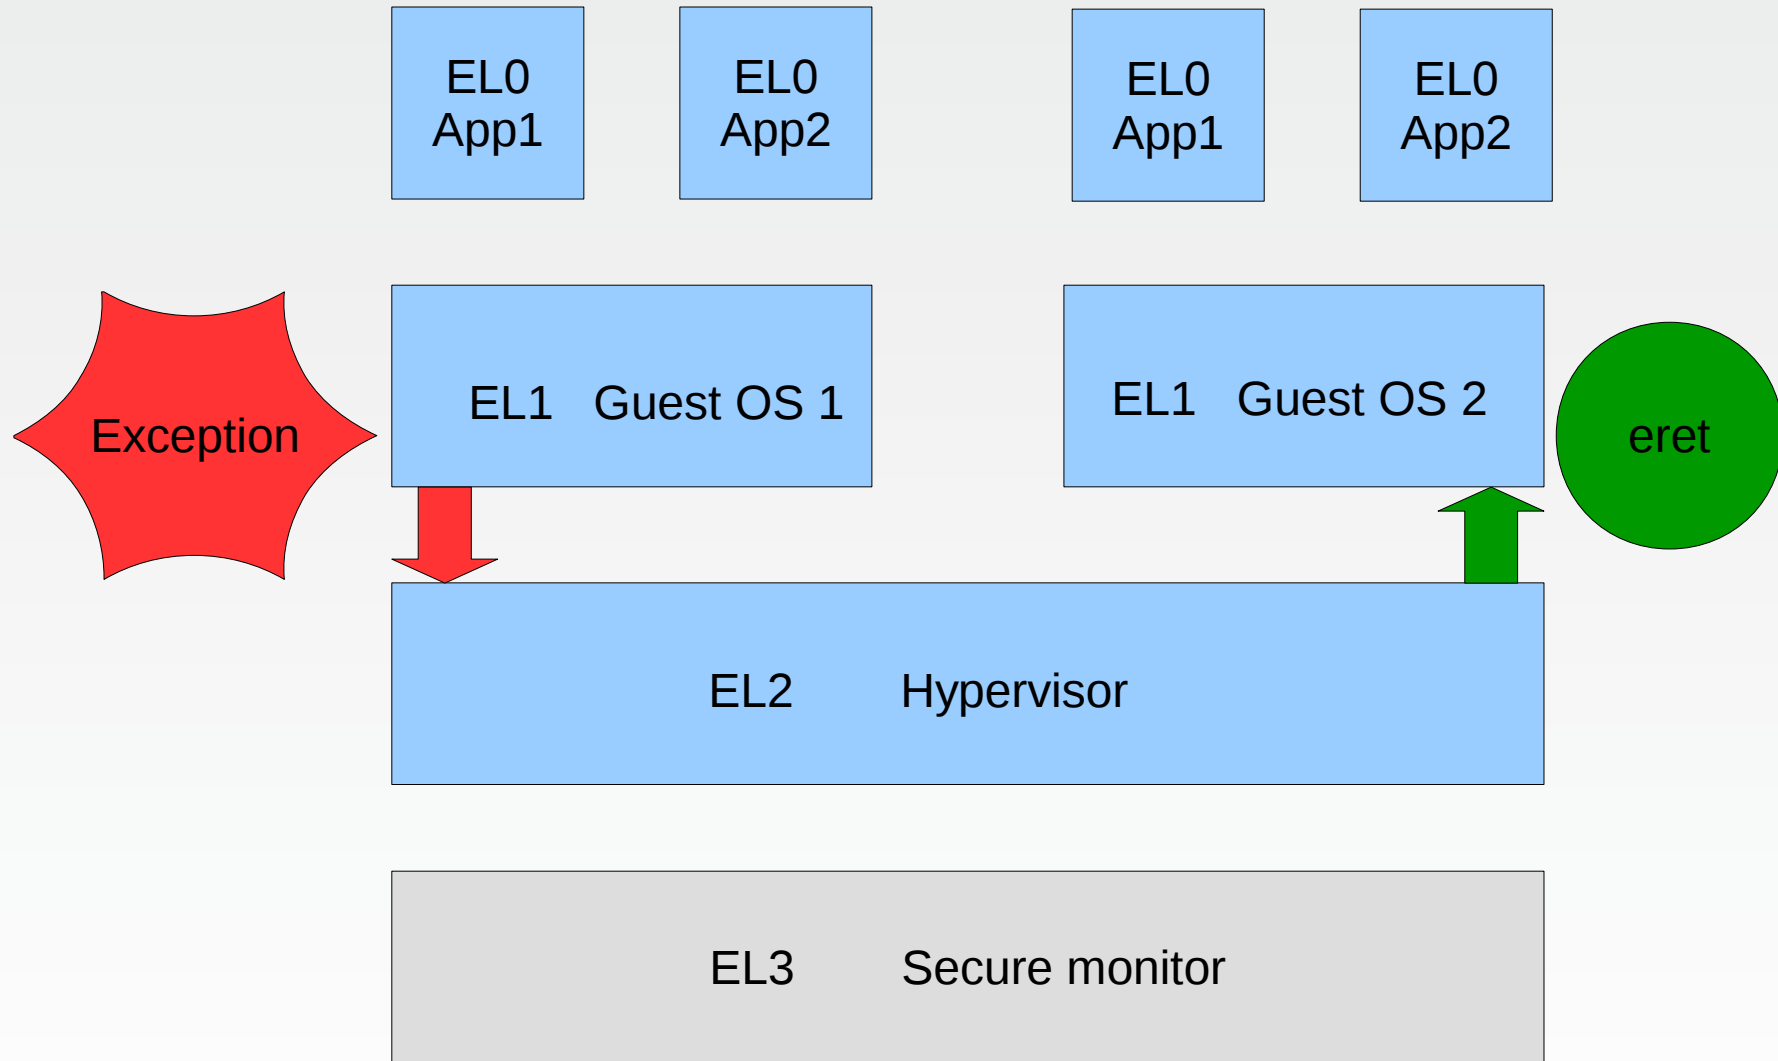 EL0
App1
EL0
App2
EL0
App1
EL0
App2
Exception
EL1 Guest OS 1
EL1 Guest OS 2
eret
EL2 Hypervisor
EL3 Secure monitor